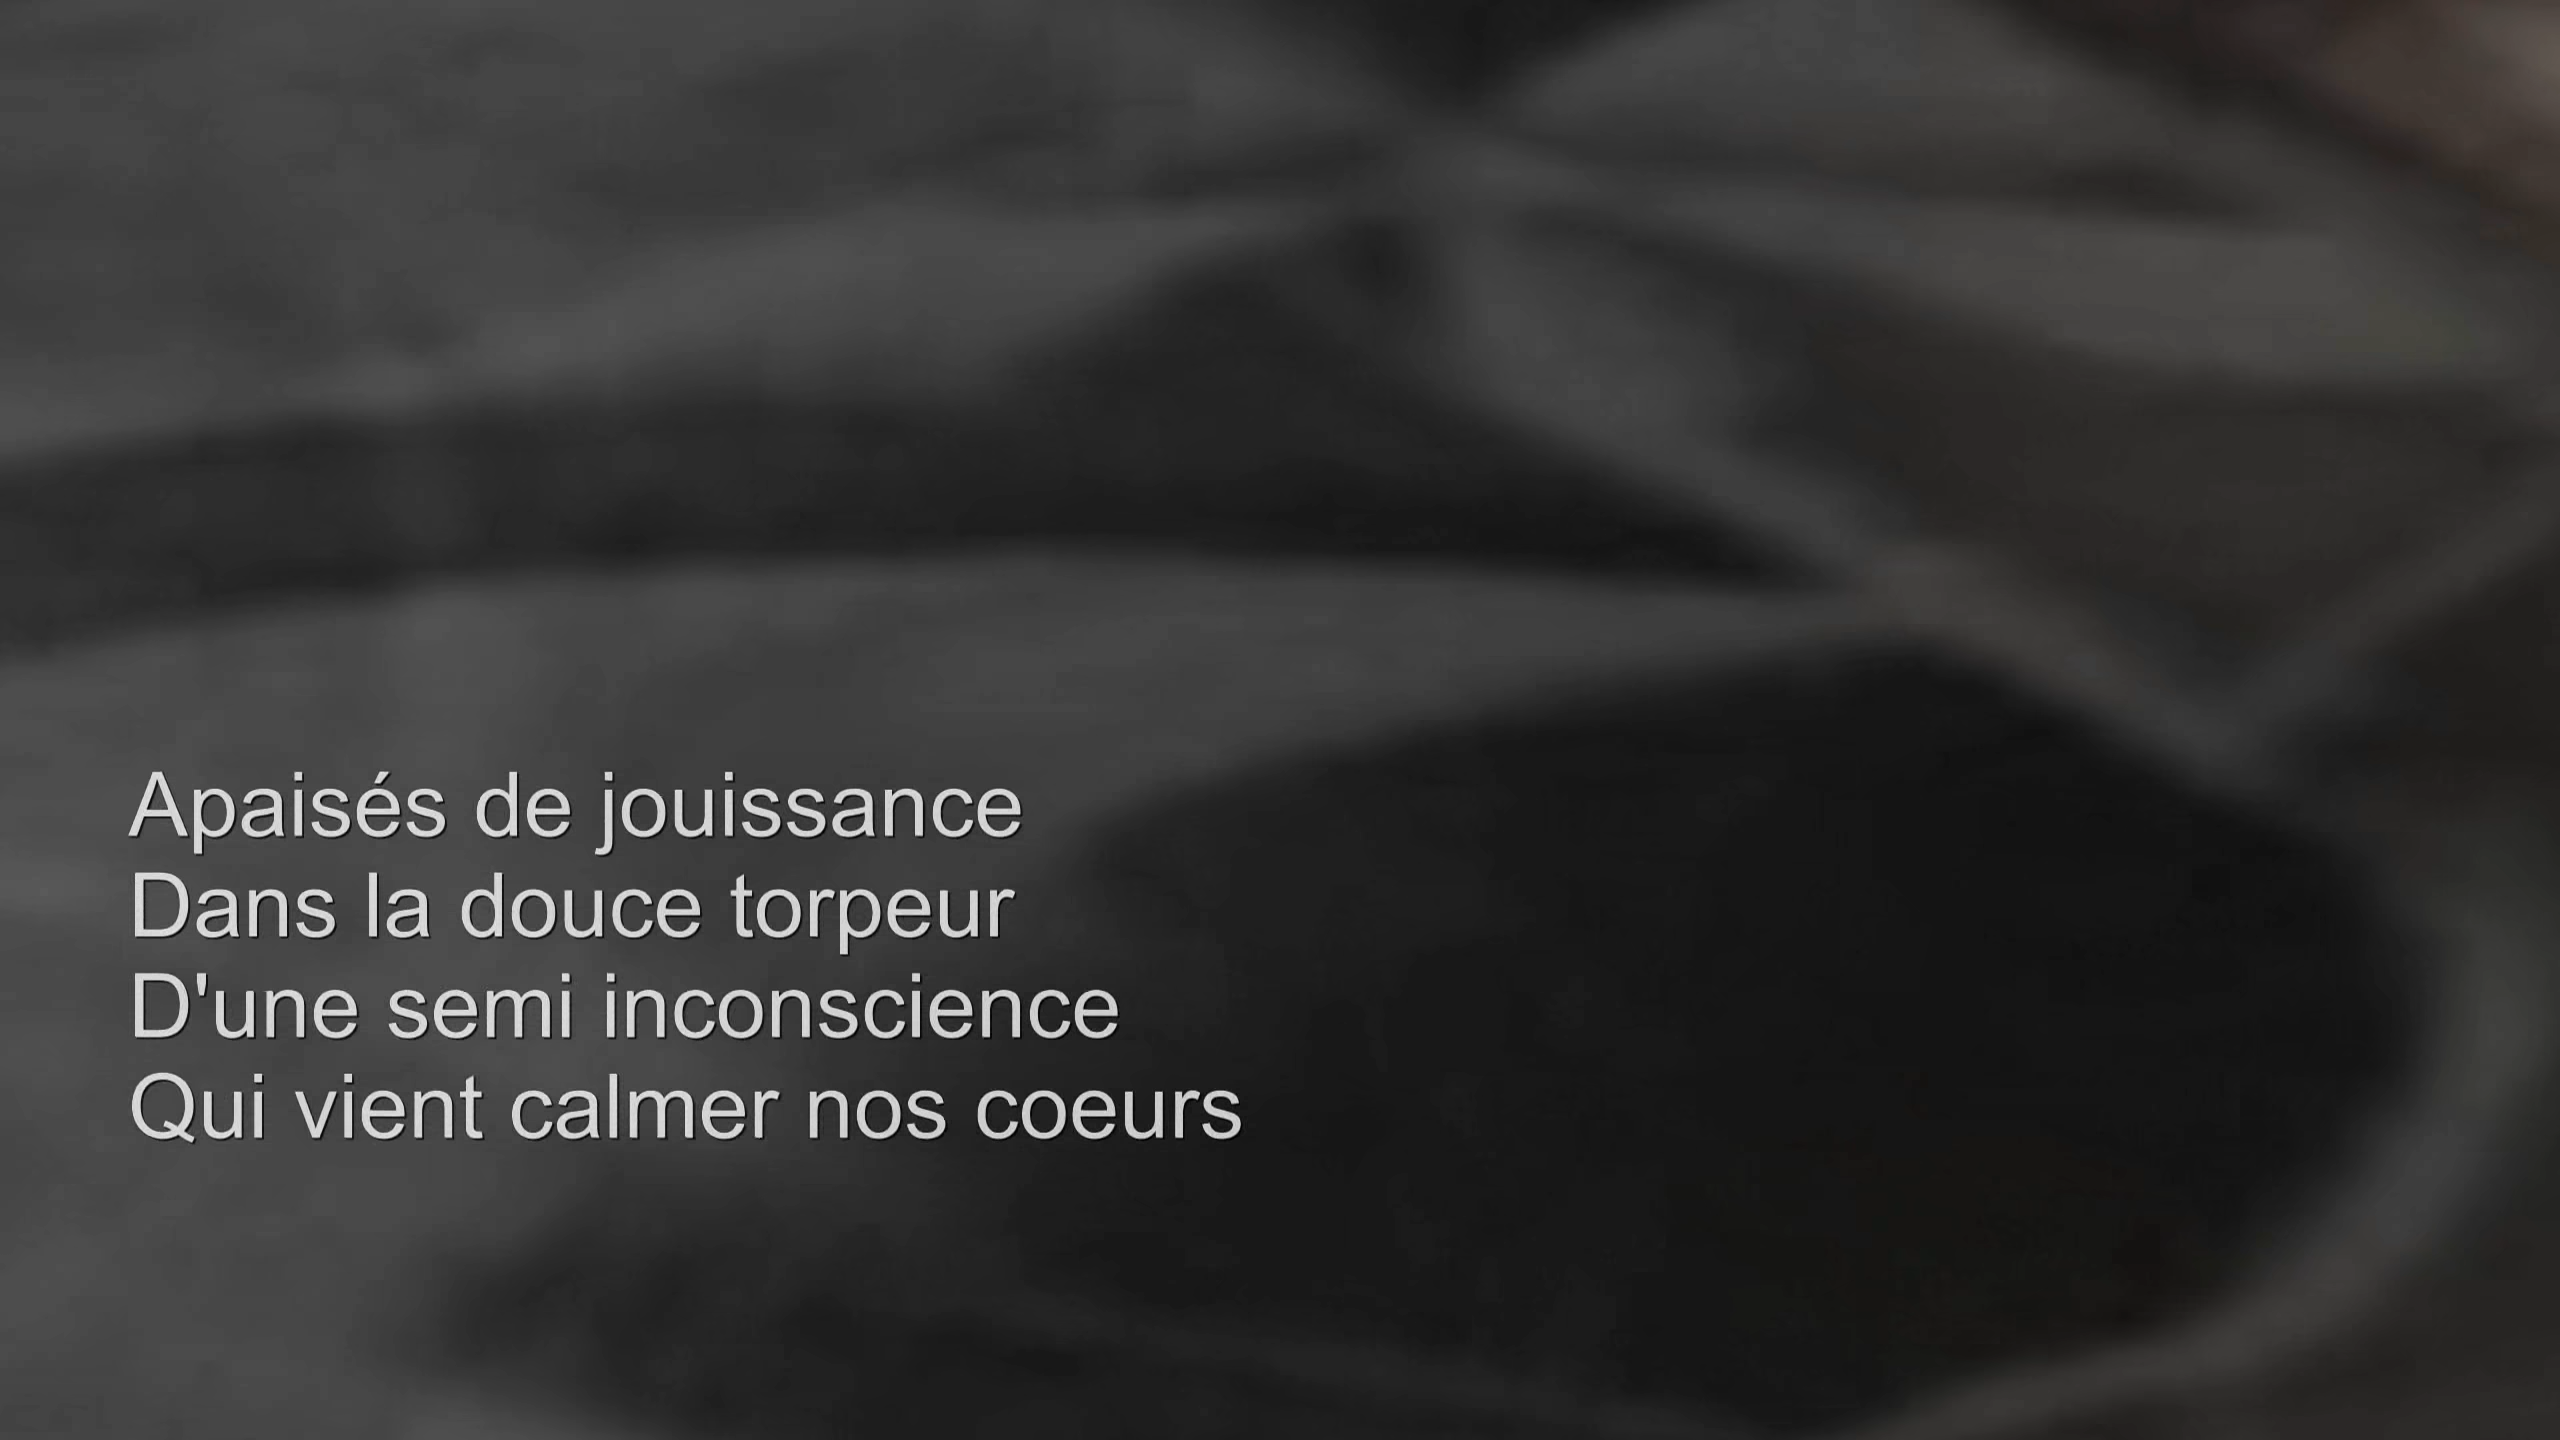 Apaisés de jouissance
Dans la douce torpeur
D'une semi inconscience
Qui vient calmer nos coeurs